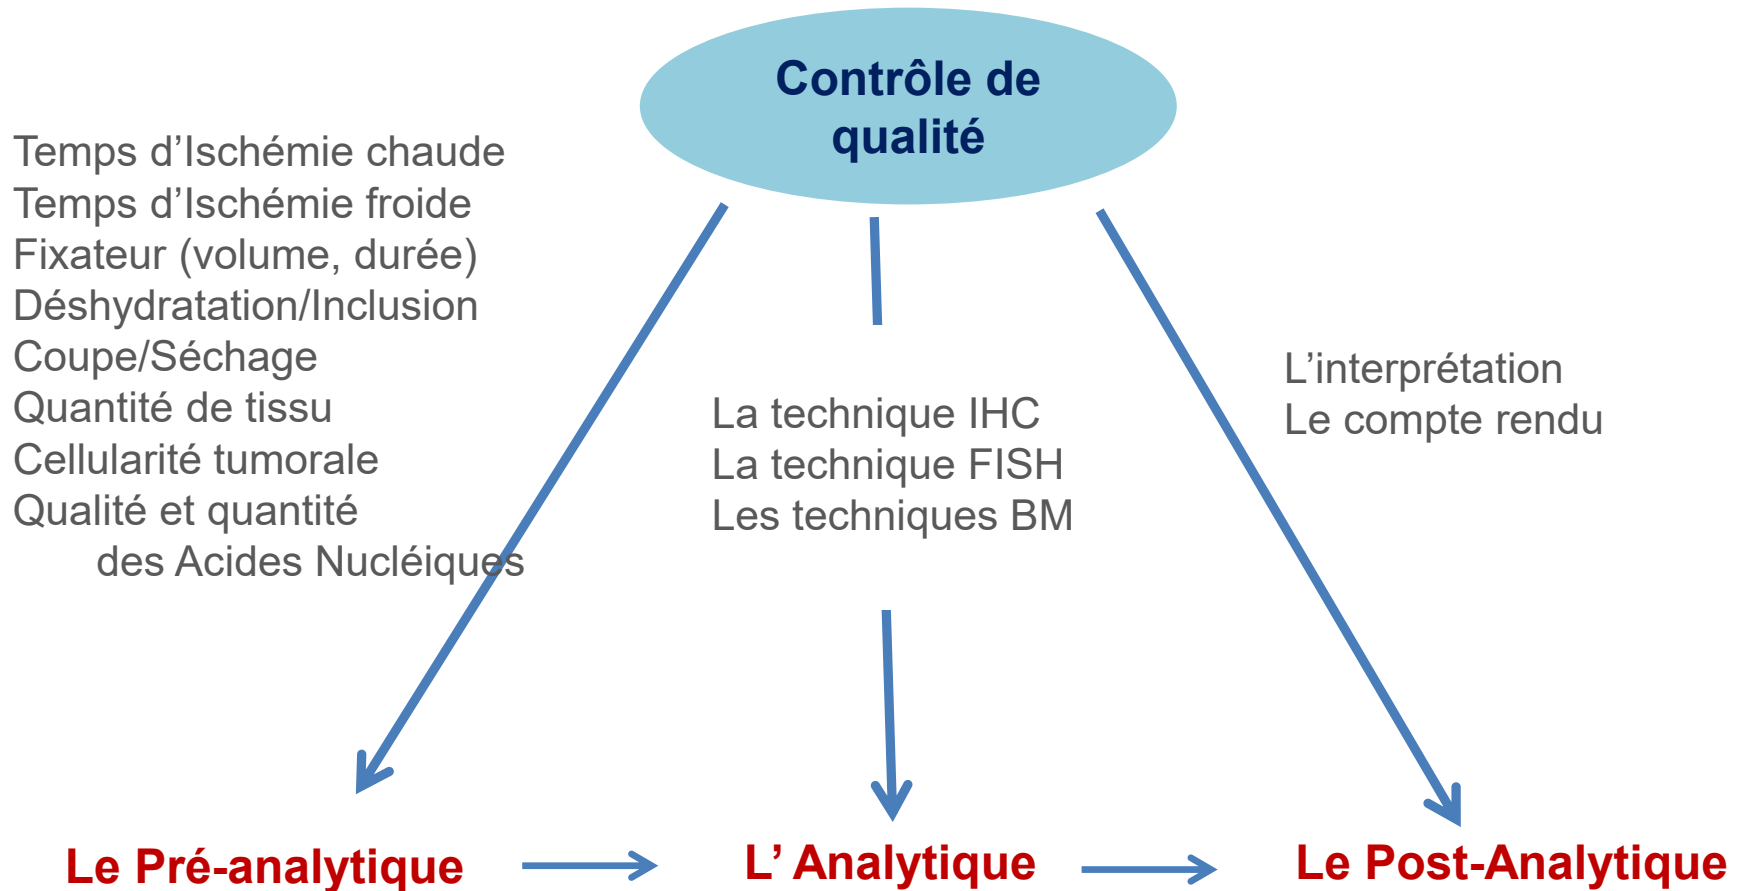 Contrôle de
qualité
Temps d’Ischémie chaude
Temps d’Ischémie froide
Fixateur (volume, durée)
Déshydratation/Inclusion
Coupe/Séchage
Quantité de tissu
Cellularité tumorale
Qualité et quantité
des Acides Nucléiques
La technique IHC
La technique FISH
Les techniques BM
L’interprétation
Le compte rendu
Le Pré-analytique
L’ Analytique
Le Post-Analytique